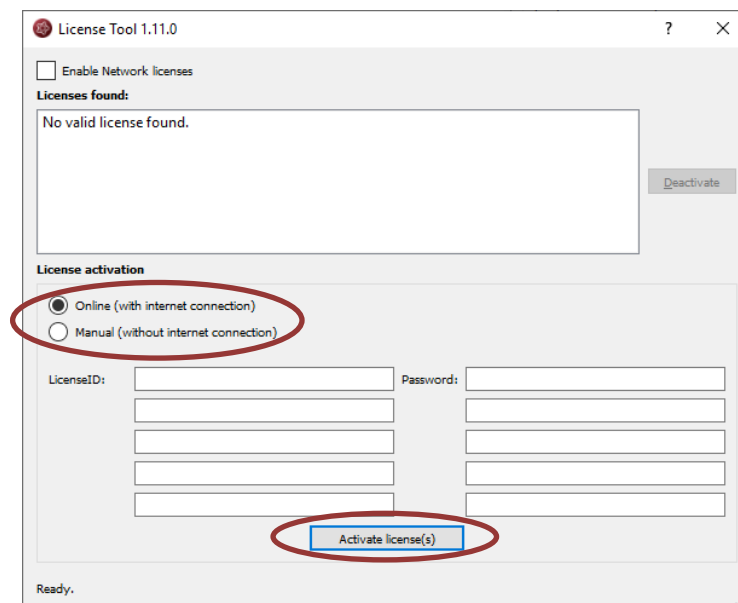 License Tool 1.11.0 ?
Enable Network licenses
Licenses found:
No valid license found.
Deactivate
License activation
Online (with internet connection)
Manual (without internet connection)
LicenseID: Password:
Activate license(s)
Ready.